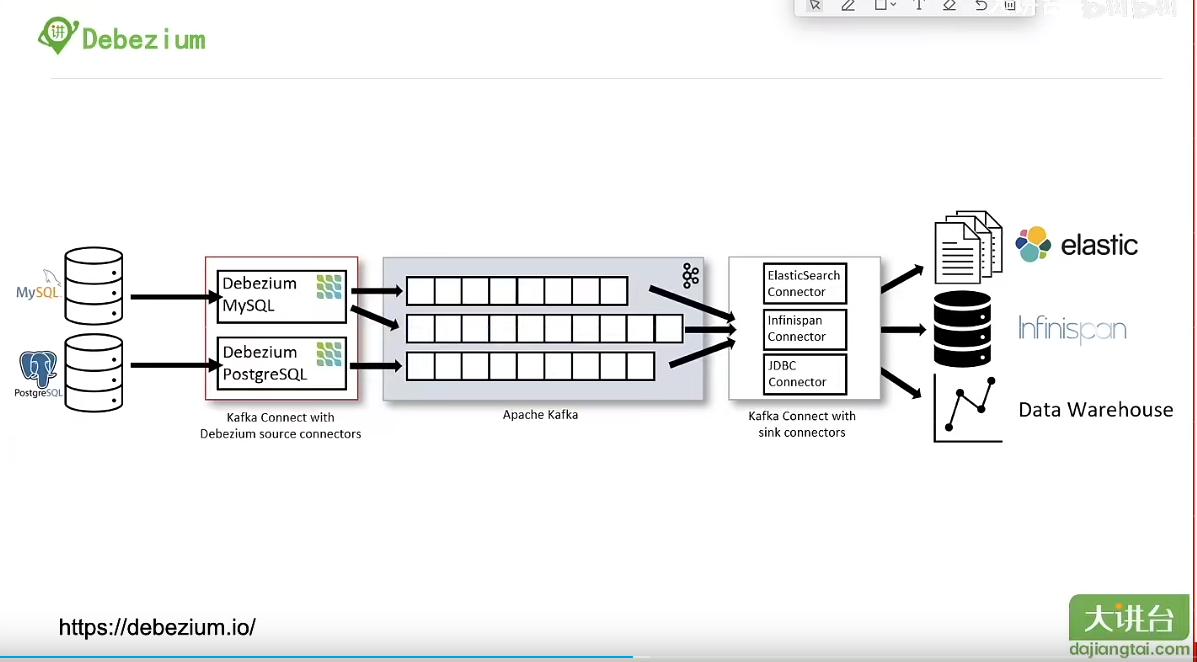 讲
Debezium
T
MySQL
PostgreSQL
Debezium
MySQL
Debezium
PostgreSQL
Kafka Connect with
Debezium source connectors
Apache Kafka
ElasticSearch
Connector
Infinispan
Connector
JDBC
Connector
Kafka Connect with
sink connectors
elastic
Infinispan
Data Warehouse
https://debezium.io/
大讲台
dajiangtai.com